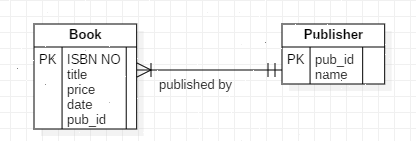 Book
PK ISBN NO
title
price
date
pub_id
published by
Publisher
PK pub_id
name